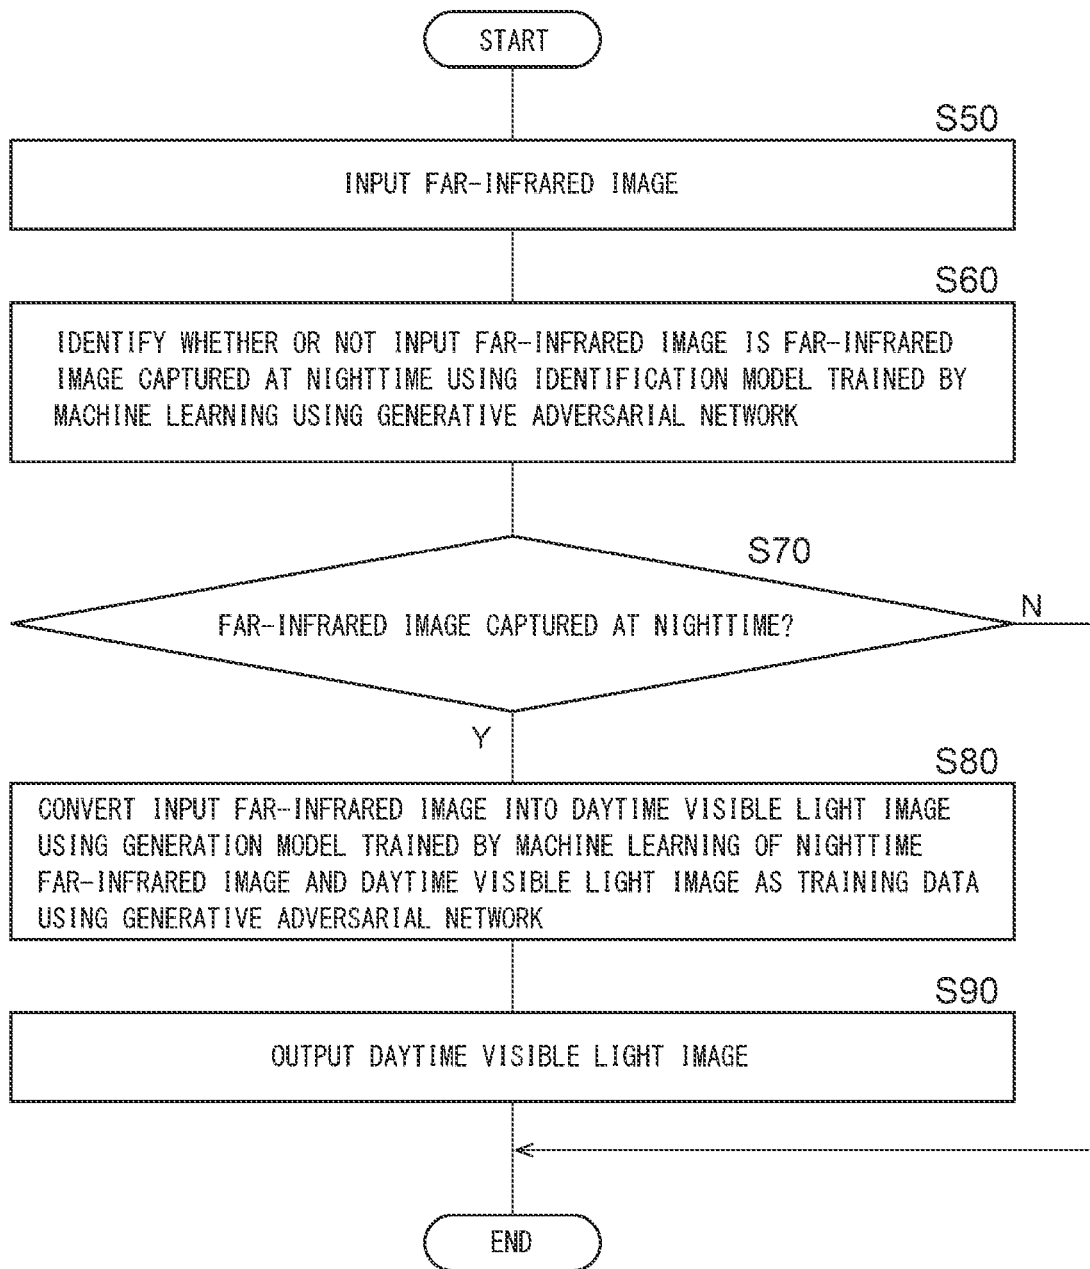 START
S50
INPUT FAR-INFRARED IMAGE
S60
IDENTIFY WHETHER OR NOT INPUT FAR-INFRARED IMAGE IS FAR-INFRARED
IMAGE CAPTURED AT NIGHTTIME USING IDENTIFICATION MODEL TRAINED BY
MACHINE LEARNING USING GENERATIVE ADVERSARIAL NETWORK
S70
FAR-INFRARED IMAGE CAPTURED AT NIGHTTIME?
N
Y
S80
CONVERT INPUT FAR-INFRARED IMAGE INTO DAYTIME VISIBLE LIGHT IMAGE
USING GENERATION MODEL TRAINED BY MACHINE LEARNING OF NIGHTTIME
FAR-INFRARED IMAGE AND DAYTIME VISIBLE LIGHT IMAGE AS TRAINING DATA
USING GENERATIVE ADVERSARIAL NETWORK
S90
OUTPUT DAYTIME VISIBLE LIGHT IMAGE
END